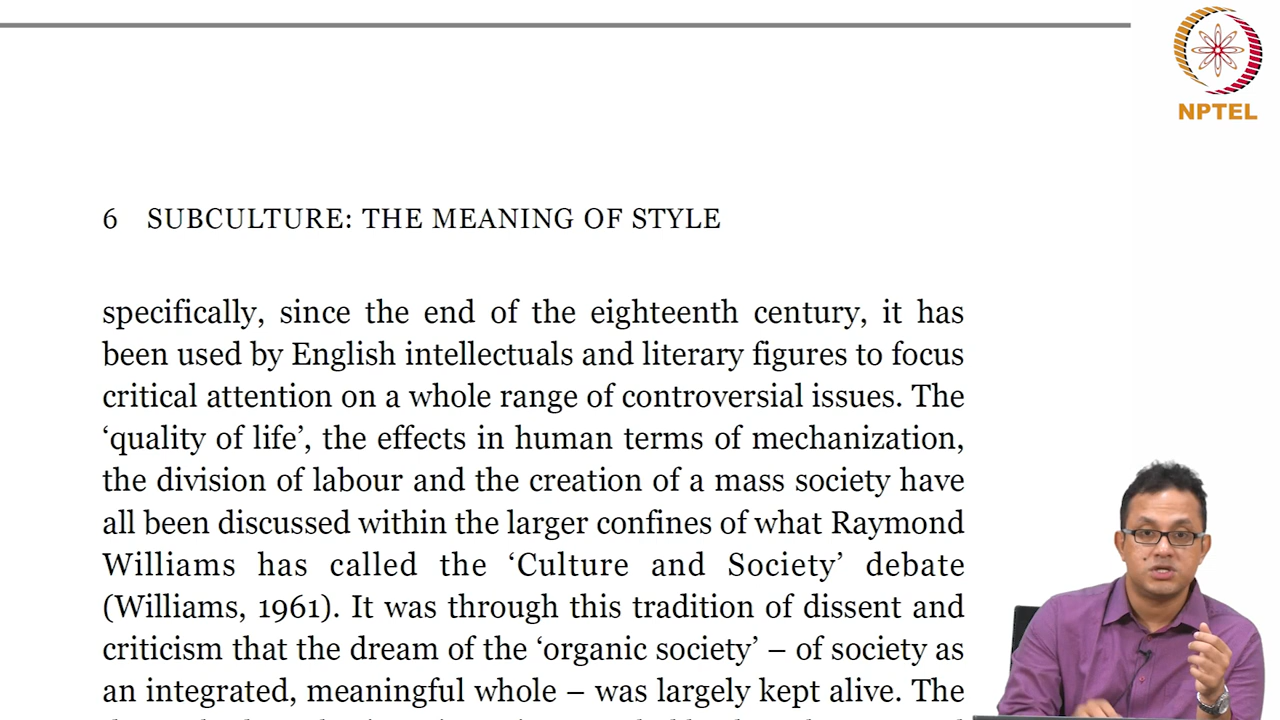 NPTEL
6 SUBCULTURE: THE MEANING OF STYLE
specifically, since the end of the eighteenth century, it has
been used by English intellectuals and literary figures to focus
critical attention on a whole range of controversial issues. The
‘quality of life’, the effects in human terms of mechanization,
the division of labour and the creation of a mass society have
all been discussed within the larger confines of what Raymond
Williams has called the ‘Culture and Society’ debate
(Williams, 1961). It was through this tradition of dissent and
criticism that the dream of the ‘organic society’ – of society as
an integrated, meaningful whole – was largely kept alive. The